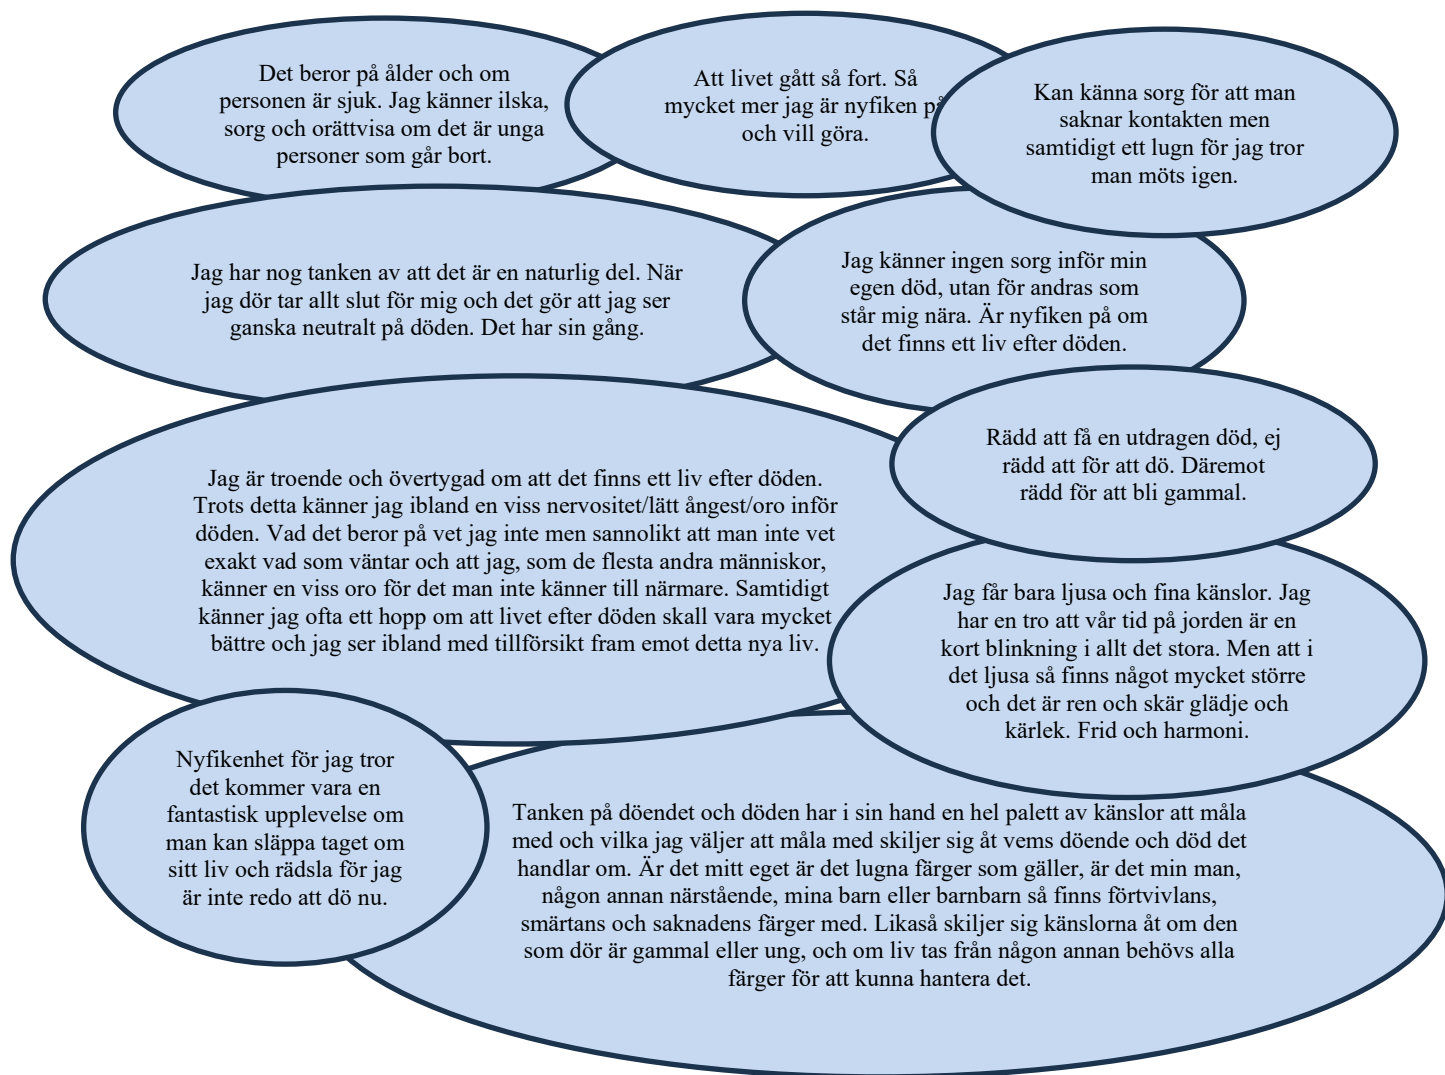 Det beror på ålder och om
personen är sjuk. Jag känner ilska,
sorg och orättvisa om det är unga
personer som går bort.
Att livet gått så fort. Så
mycket mer jag är nyfiken på
och vill göra.
Kan känna sorg för att man
saknar kontakten men
samtidigt ett lugn för jag tror
man möts igen.
Jag har nog tanken av att det är en naturlig del. När
jag dör tar allt slut för mig och det gör att jag ser
ganska neutralt på döden. Det har sin gång.
Jag känner ingen sorg inför min
egen död, utan för andras som
står mig nära. Är nyfiken på om
det finns ett liv efter döden.
Rädd att få en utdragen död, ej
rädd att för att dö. Däremot
rädd för att bli gammal.
Jag är troende och övertygad om att det finns ett liv efter döden.
Trots detta känner jag ibland en viss nervositet/lätt ångest/oro inför
döden. Vad det beror på vet jag inte men sannolikt att man inte vet
exakt vad som väntar och att jag, som de flesta andra människor,
känner en viss oro för det man inte känner till närmare. Samtidigt
känner jag ofta ett hopp om att livet efter döden skall vara mycket
bättre och jag ser ibland med tillförsikt fram emot detta nya liv.
Jag får bara ljusa och fina känslor. Jag
har en tro att vår tid på jorden är en
kort blinkning i allt det stora. Men att i
det ljusa så finns något mycket större
och det är ren och skär glädje och
kärlek. Frid och harmoni.
Nyfikenhet för jag tror
det kommer vara en
fantastisk upplevelse om
man kan släppa taget om
sitt liv och rädsla för jag
är inte redo att dö nu.
Tanken på döendet och döden har i sin hand en hel palett av känslor att måla
med och vilka jag väljer att måla med skiljer sig åt vems döende och död det
handlar om. Är det mitt eget är det lugna färger som gäller, är det min man,
någon annan närstående, mina barn eller barnbarn så finns förtvivlans,
smärtans och saknadens färger med. Likaså skiljer sig känslorna åt om den
som dör är gammal eller ung, och om liv tas från någon annan behövs alla
färger för att kunna hantera det.